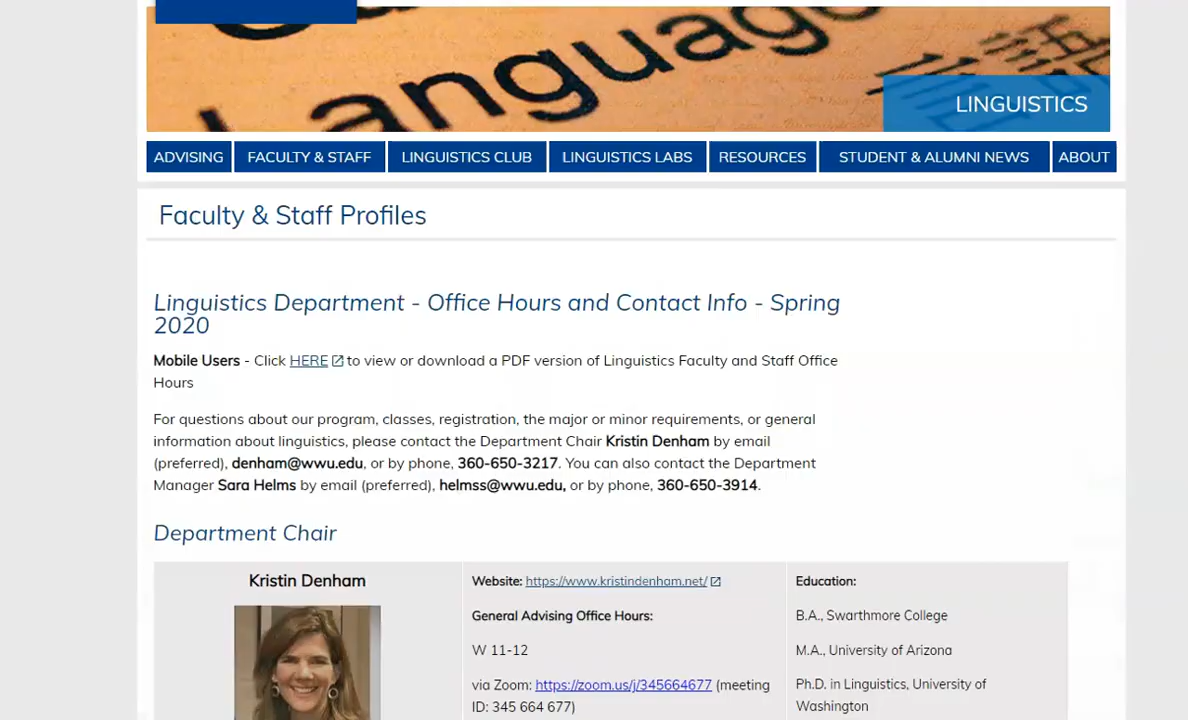 Language
言語
LINGUISTICS
ADVISING FACULTY & STAFF LINGUISTICS CLUB LINGUISTICS LABS RESOURCES STUDENT & ALUMNI NEWS ABOUT
Faculty & Staff Profiles
Linguistics Department - Office Hours and Contact Info - Spring
2020
Mobile Users - Click HERE to view or download a PDF version of Linguistics Faculty and Staff Office
Hours
For questions about our program, classes, registration, the major or minor requirements, or general
information about linguistics, please contact the Department Chair Kristin Denham by email
(preferred), denham@wwu.edu, or by phone, 360-650-3217. You can also contact the Department
Manager Sara Helms by email (preferred), helmss@wwu.edu, or by phone, 360-650-3914.
Department Chair
Kristin Denham
Website: https://www.kristindenham.net/
General Advising Office Hours:
W 11-12
via Zoom: https://zoom.us/j/345664677 (meeting
ID: 345 664 677)
Education:
B.A., Swarthmore College
M.A., University of Arizona
Ph.D. in Linguistics, University of
Washington